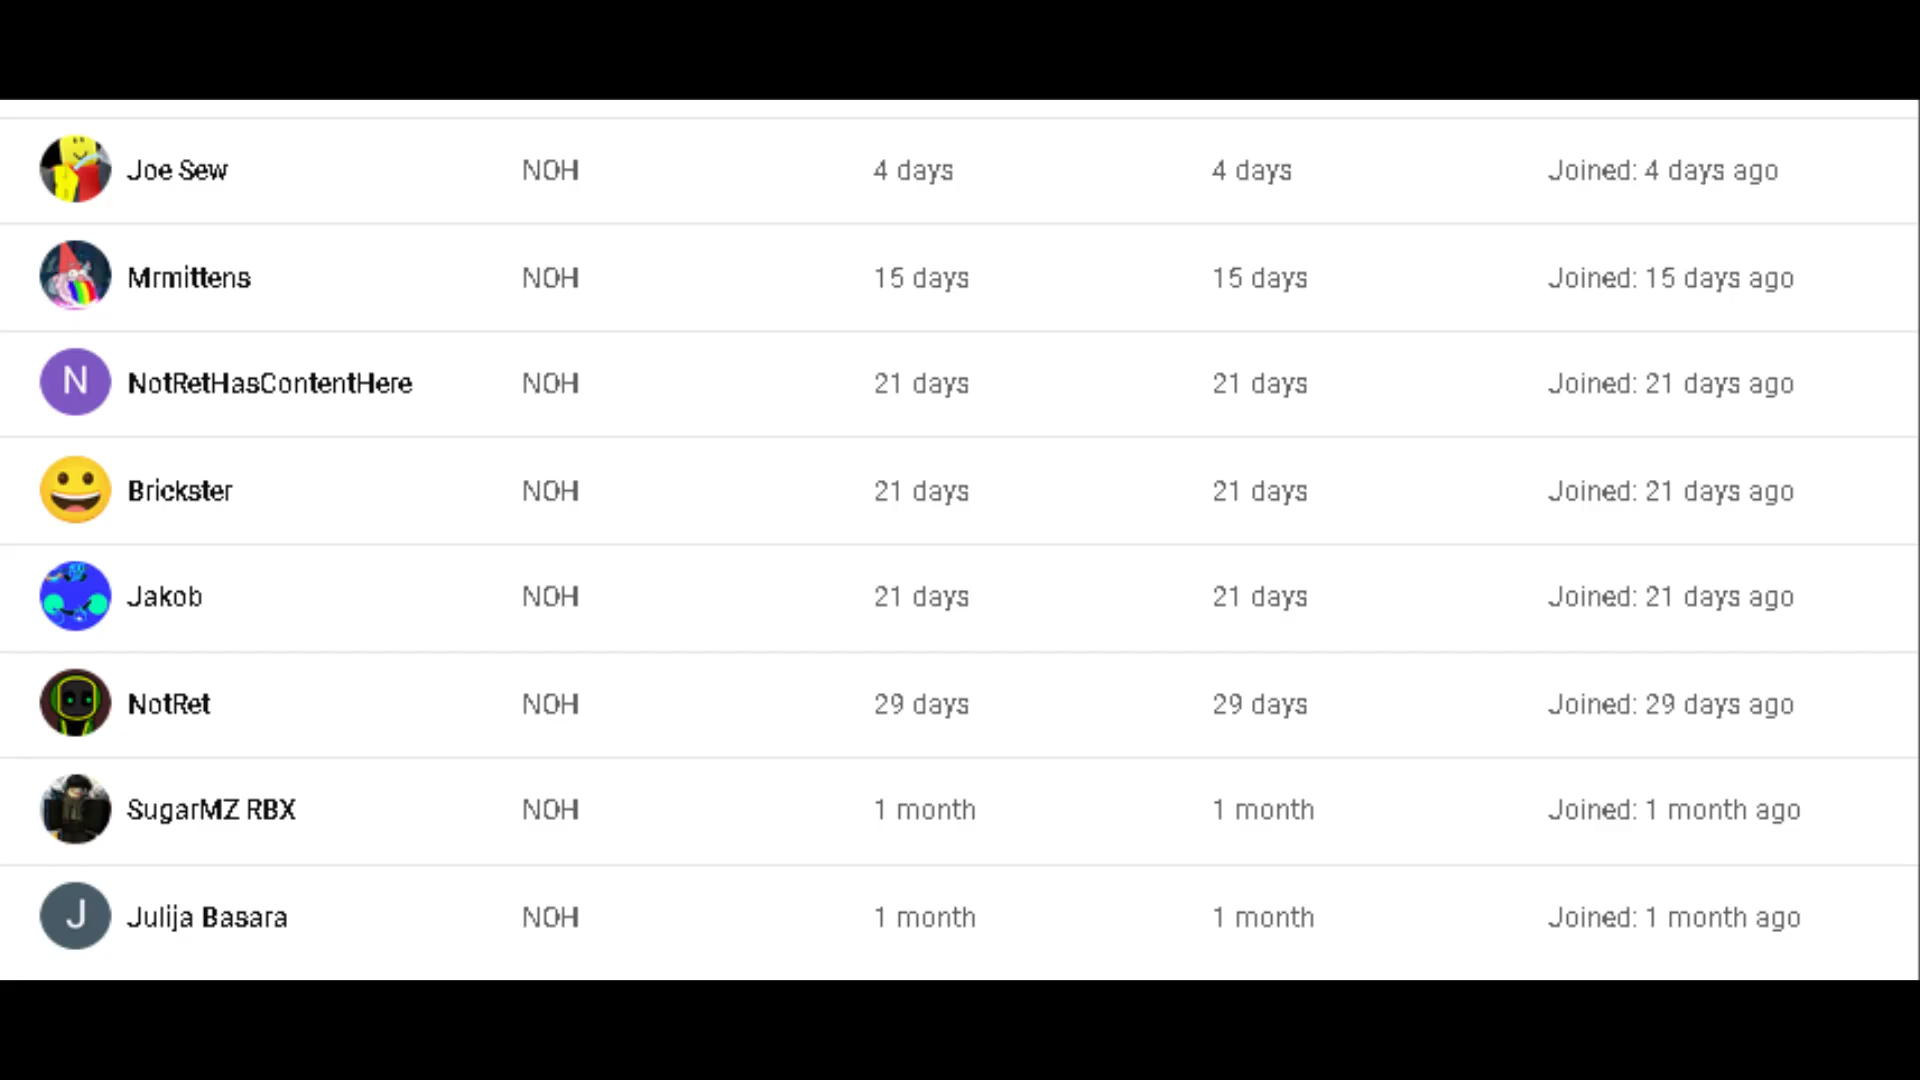 Joe Sew NOH 4 days 4 days Joined: 4 days ago
Mrmittens NOH 15 days 15 days Joined: 15 days ago
N NotRetHasContentHere NOH 21 days 21 days Joined: 21 days ago
Brickster NOH 21 days 21 days Joined: 21 days ago
Jakob NOH 21 days 21 days Joined: 21 days ago
NotRet NOH 29 days 29 days Joined: 29 days ago
SugarMZ RBX NOH 1 month 1 month Joined: 1 month ago
J Julija Basara NOH 1 month 1 month Joined: 1 month ago